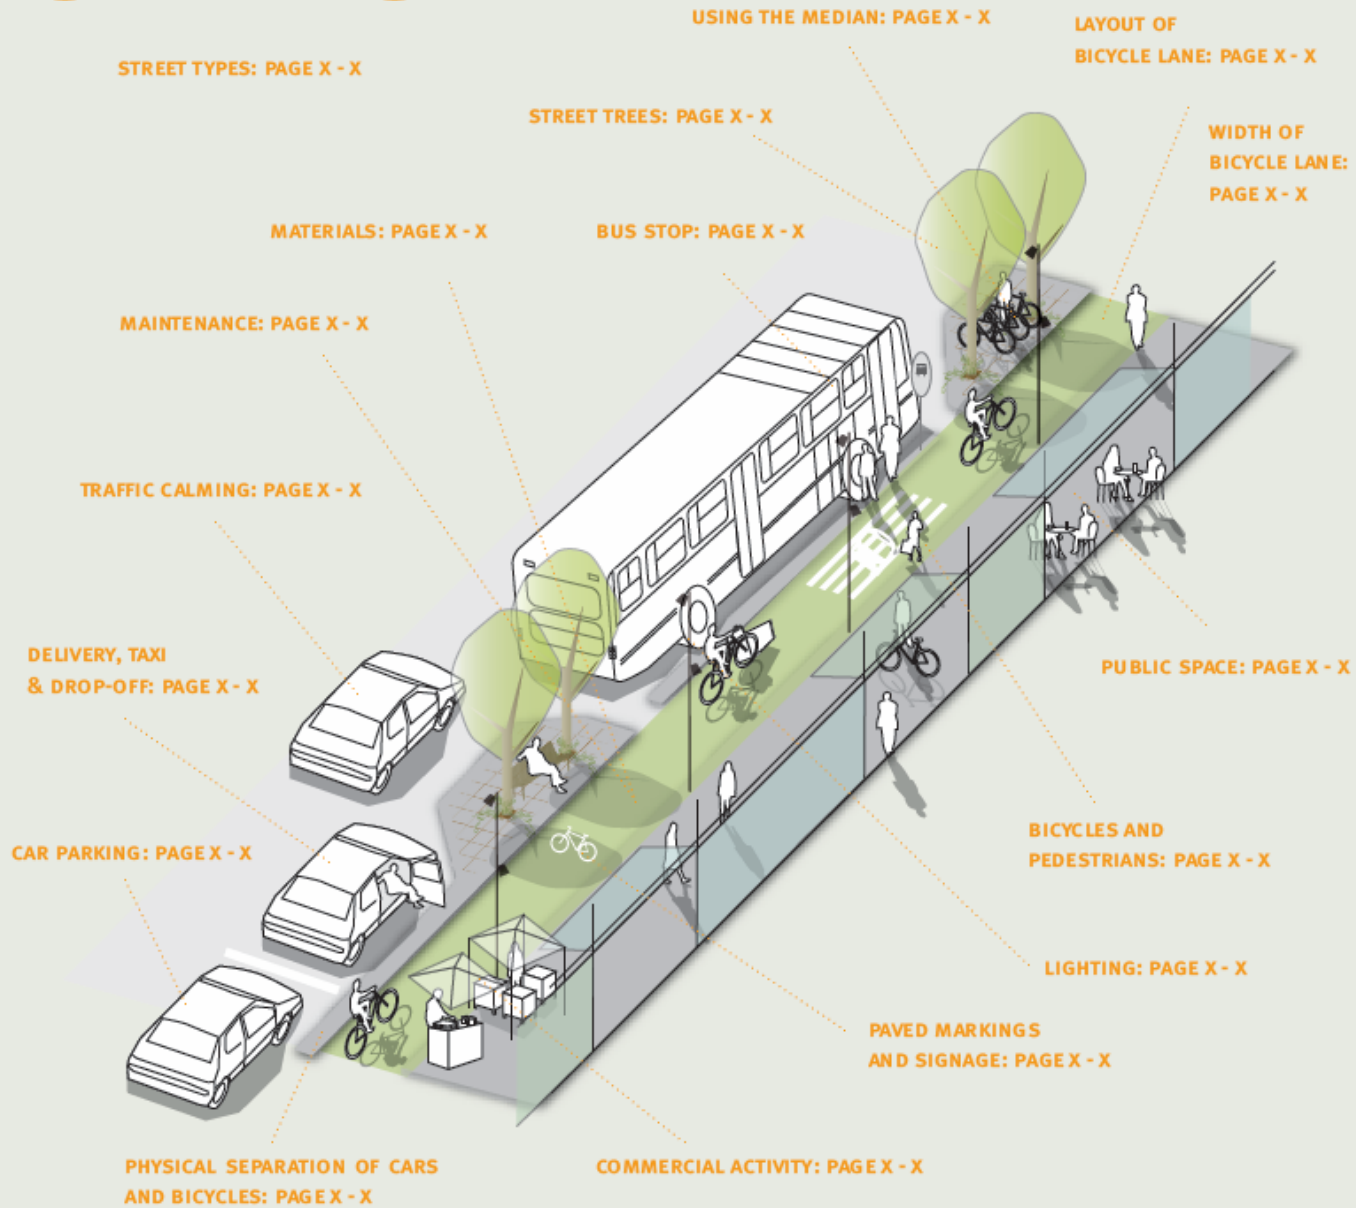 USING THE MEDIAN: PAGE X - X
LAYOUT OF
BICYCLE LANE: PAGE X - X
STREET TYPES: PAGE X - X
STREET TREES: PAGE X - X
WIDTH OF
BICYCLE LANE:
PAGE X - X
MATERIALS: PAGE X - X
BUS STOP: PAGE X - X
MAINTENANCE: PAGE X - X
TRAFFIC CALMING: PAGE X - X
DELIVERY, TAXI
& DROP-OFF: PAGE X - X
PUBLIC SPACE: PAGE X - X
CAR PARKING: PAGE X - X
BICYCLES AND
PEDESTRIANS: PAGE X - X
LIGHTING: PAGE X - X
PAVED MARKINGS
AND SIGNAGE: PAGE X - X
PHYSICAL SEPARATION OF CARS
AND BICYCLES: PAGE X - X
COMMERCIAL ACTIVITY: PAGE X - X